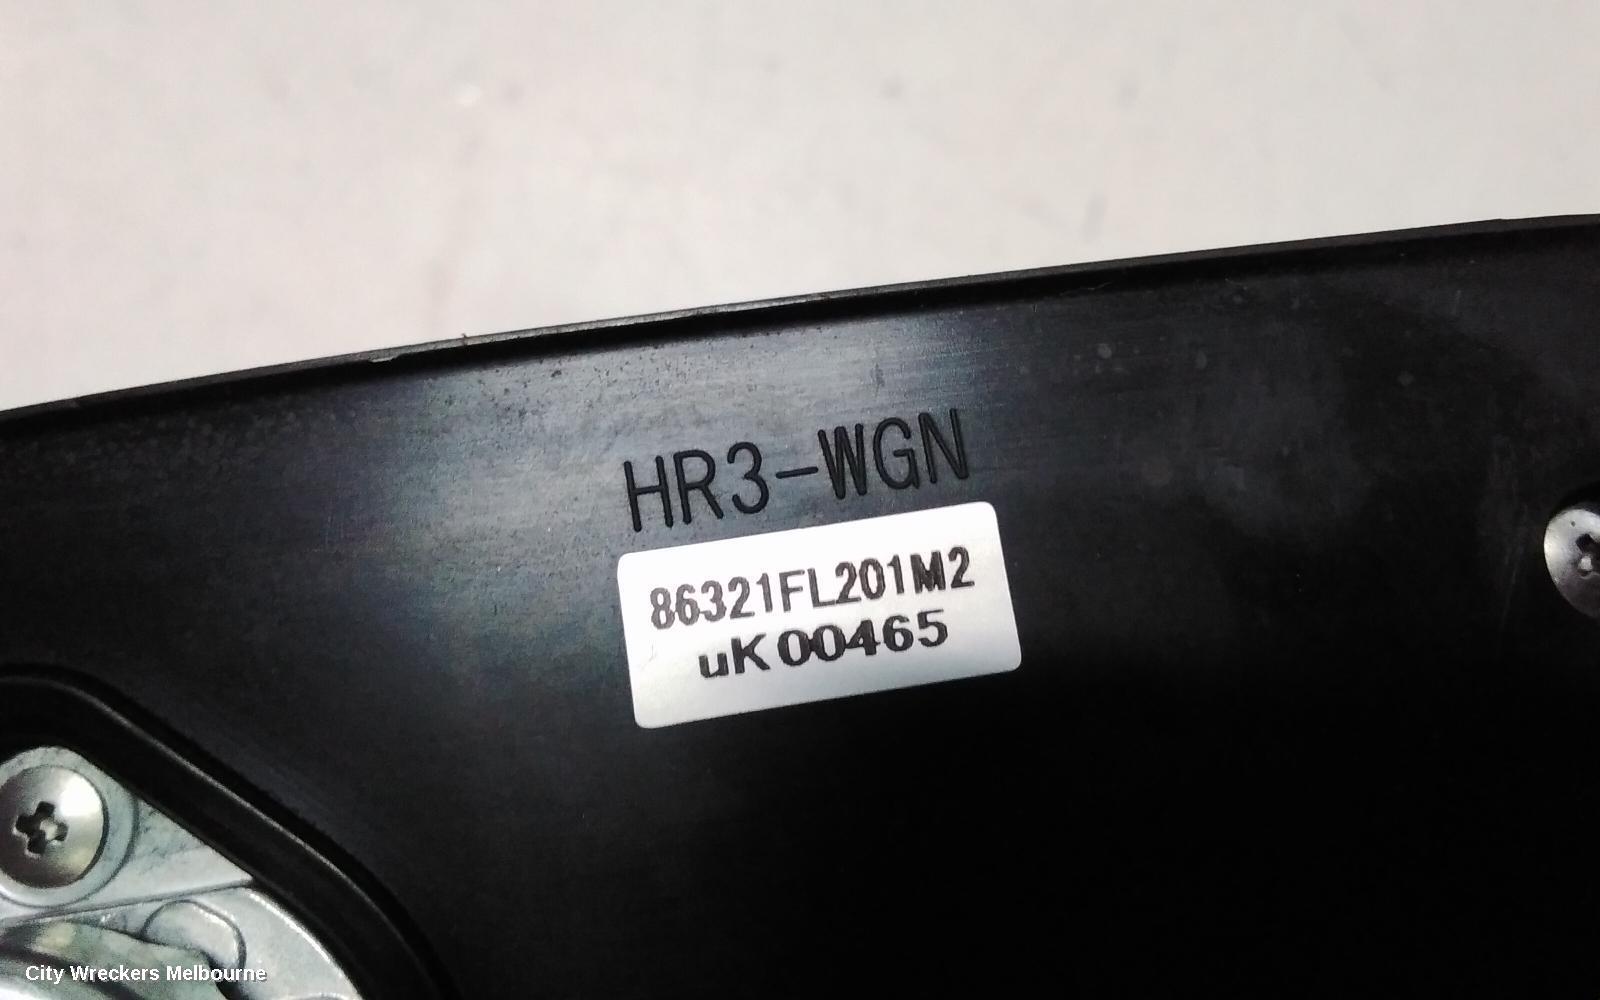 HR3-WGN
86321FL201M2
uK00465
City Wreckers Melbourne